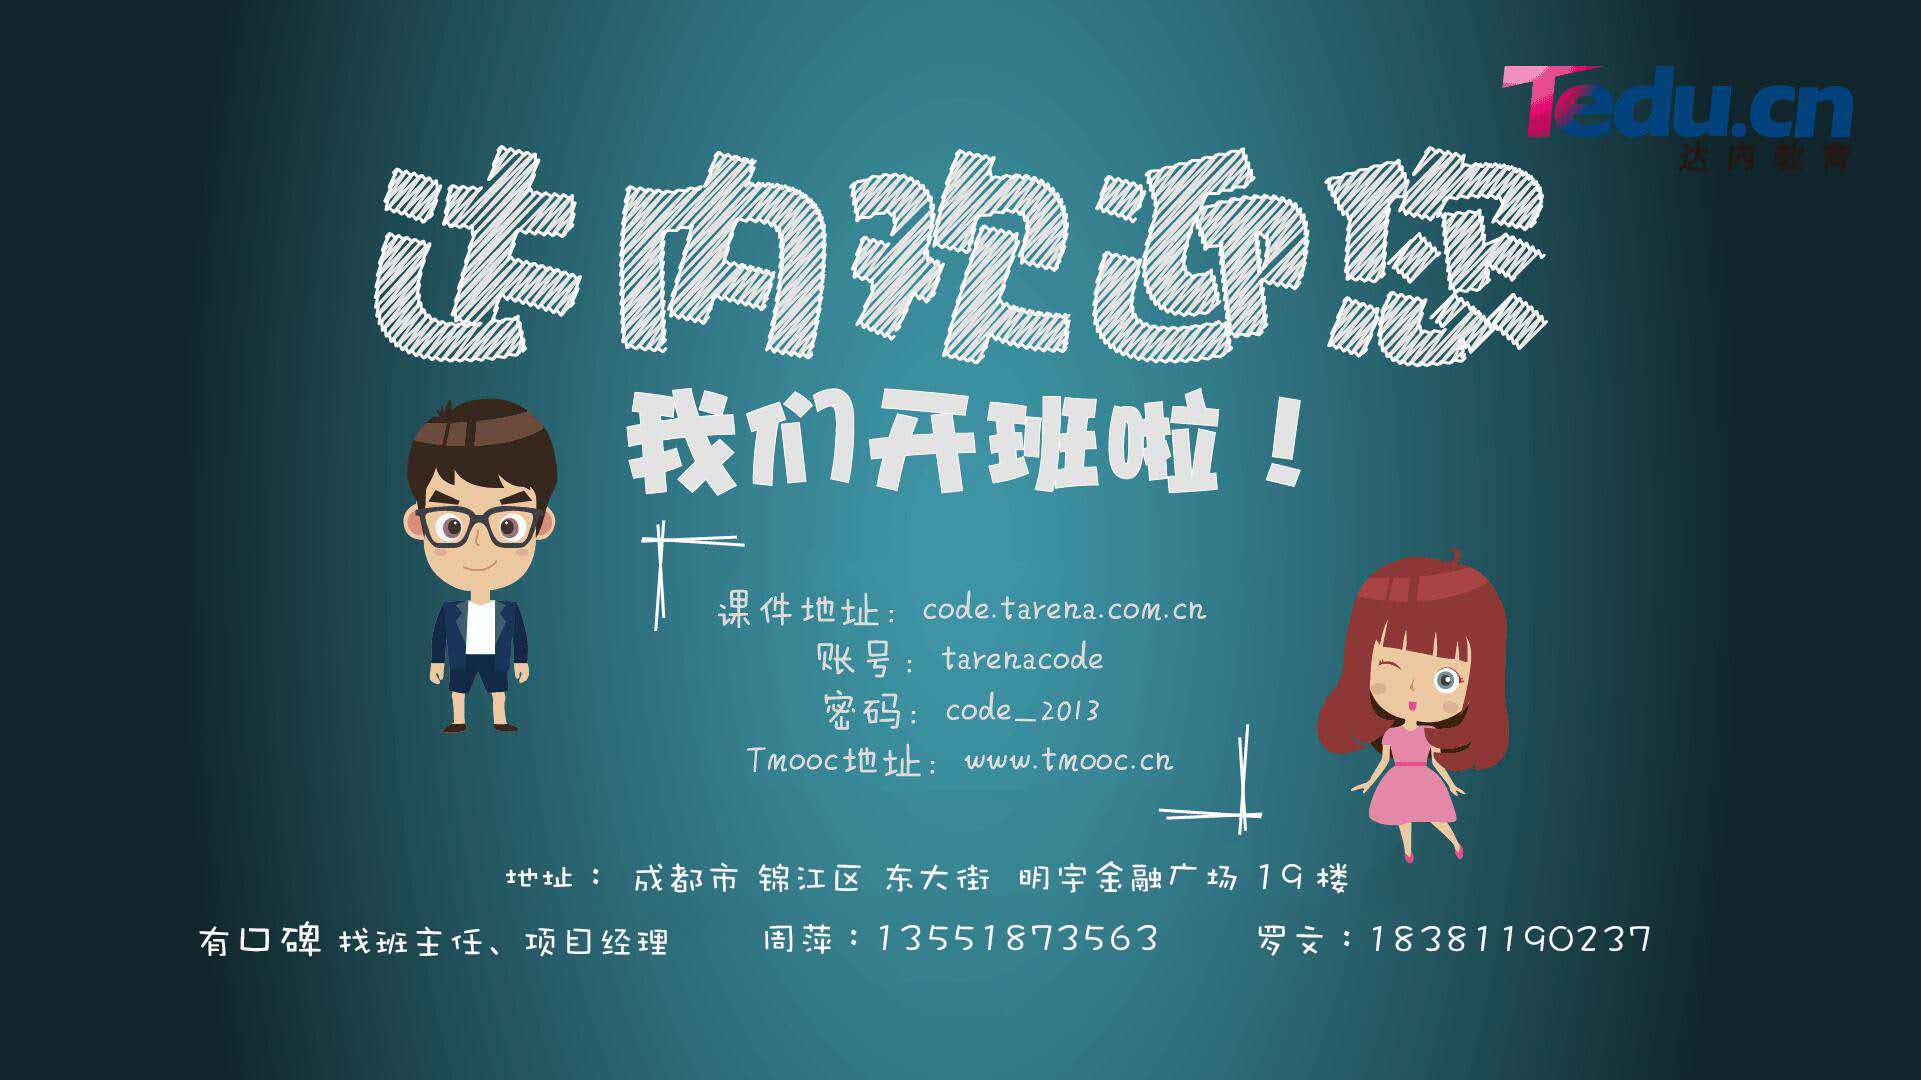 Tedu.cn
达内教育
达内欢迎您
我们开班啦！
课件地址：code.tarena.com.cn
账号：tarenacode
密码：code_2013
Tmooc地址：www.tmooc.cn
地址： 成都市 锦江区 东大街 明宇金融广场 19楼
有口碑 找班主任、项目经理 周萍：13551873563 罗文：18381190237